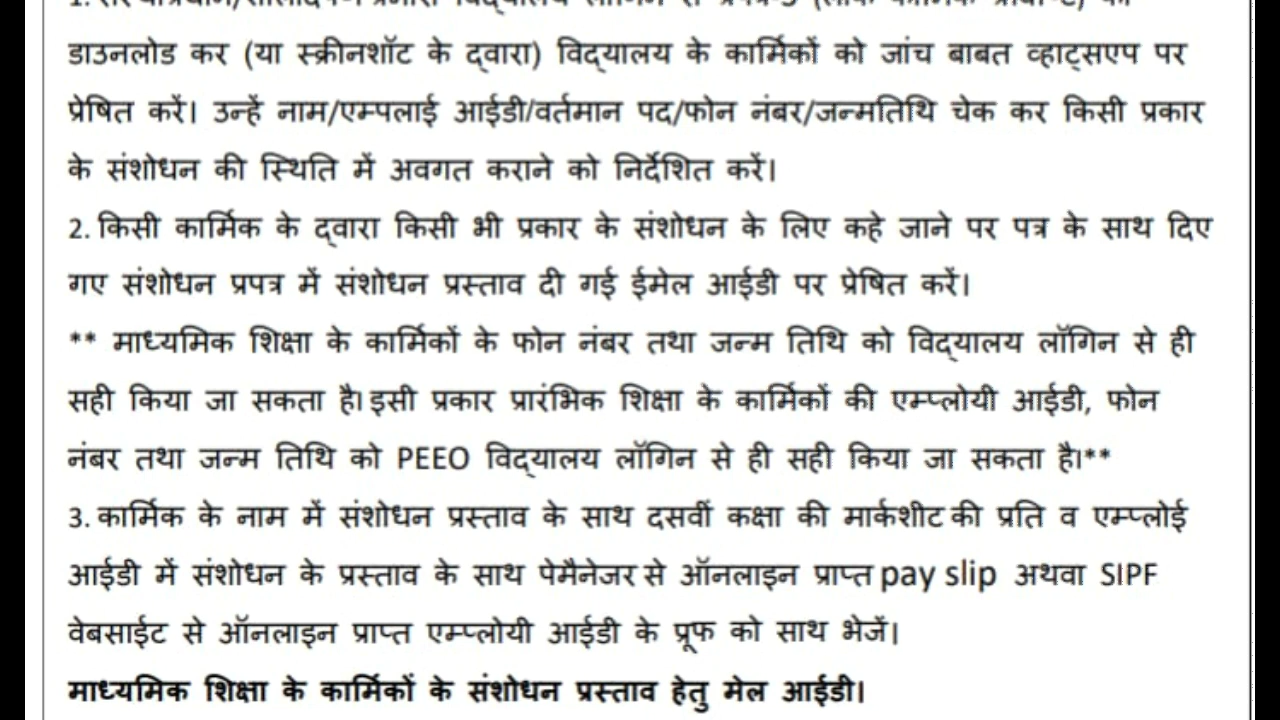 डाउनलोड कर (या स्क्रीनशॉट के द्वारा) विद्यालय के कार्मिकों को जांच बाबत व्हाट्सएप पर
प्रेषित करें। उन्हें नाम/एम्पलाई आईडी/वर्तमान पद/फोन नंबर/जन्मतिथि चेक कर किसी प्रकार
के संशोधन की स्थिति में अवगत कराने को निर्देशित करें।
2. किसी कार्मिक के द्वारा किसी भी प्रकार के संशोधन के लिए कहे जाने पर पत्र के साथ दिए
गए संशोधन प्रपत्र में संशोधन प्रस्ताव दी गई ईमेल आईडी पर प्रेषित करें।
** माध्यमिक शिक्षा के कार्मिकों के फोन नंबर तथा जन्म तिथि को विद्यालय लॉगिन से ही
सही किया जा सकता है। इसी प्रकार प्रारंभिक शिक्षा के कार्मिकों की एम्प्लोयी आईडी, फोन
नंबर तथा जन्म तिथि को PEEO विद्यालय लॉगिन से ही सही किया जा सकता है।**
3. कार्मिक के नाम में संशोधन प्रस्ताव के साथ दसवीं कक्षा की मार्कशीट की प्रति व एम्प्लोई
आईडी में संशोधन के प्रस्ताव के साथ पेमैनेजर से ऑनलाइन प्राप्त pay slip अथवा SIPF
वेबसाईट से ऑनलाइन प्राप्त एम्प्लोयी आईडी के प्रूफ को साथ भेजें।
माध्यमिक शिक्षा के कार्मिकों के संशोधन प्रस्ताव हेतु मेल आईडी।